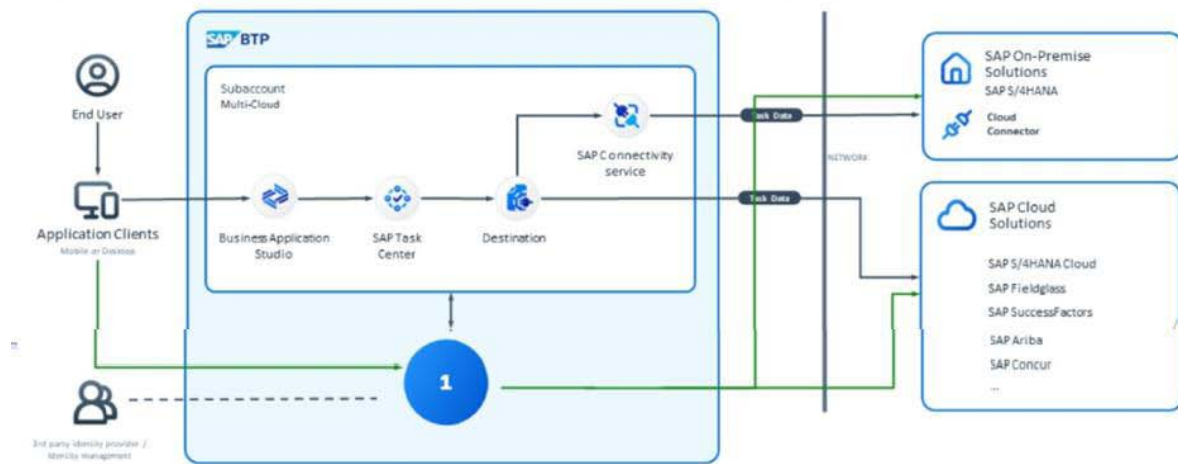 SAP BTP
Subaccount
Multi-Cloud
End User
Application Clients
Mobile or Desktop
Business Application
Studio
SAP Task
Center
Destination
SAP Connectivity
service
Task Data
Task Data
NETWORK
SAP On-Premise
Solutions
SAP S/4HANA
Cloud
Connector
SAP Cloud
Solutions
SAP S/4HANA Cloud
SAP Fieldglass
SAP SuccessFactors
SAP Ariba
SAP Concur
...
1
3rd party identity provider /
Identity management